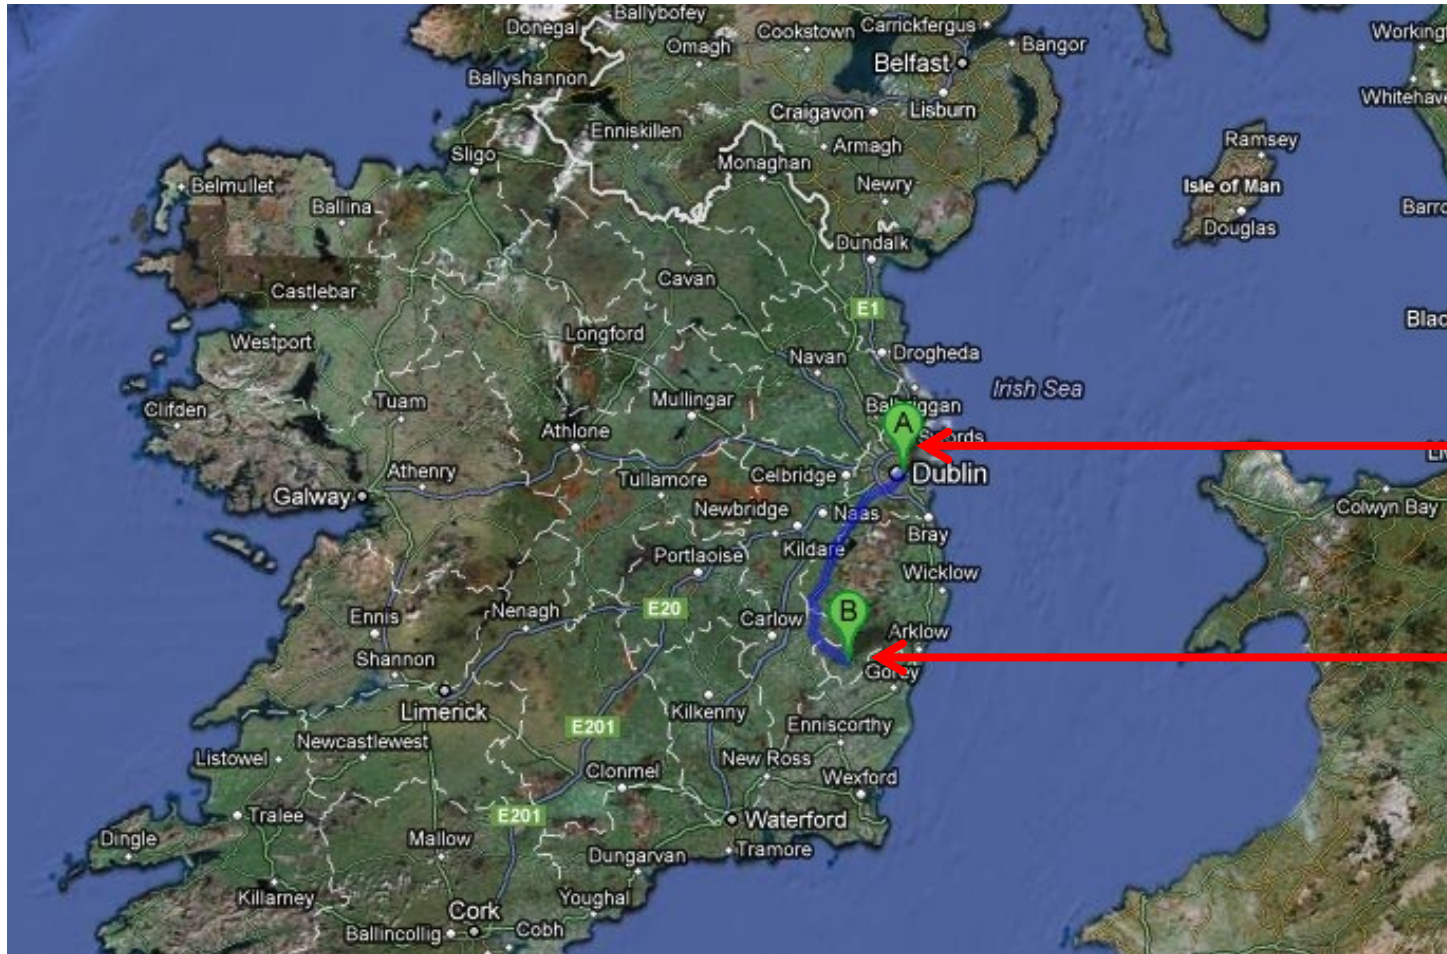 Ballybofey
Donegal
Cookstown
Carrickfergus
Omagh
Bangor
Belfast
Ballyshannon
Craigavon
Lisburn
Enniskillen
Armagh
Ramsey
Sligo
Monaghan
Belmullet
Newry
Isle of Man
Ballina
Douglas
Dundalk
Cavan
Castlebar
E1
Westport
Longford
Navan
Drogheda
Irish Sea
Tuam
Mullingar
Clifden
A
Athlone
Athenry
Celbridge
Dublin
Galway
Tullamore
Colwyn Bay
Newbridge
Naas
Bray
Portlaoise
Kildare
Wicklow
Ennis
Nenagh
E20
B
Carlow
Arklow
Shannon
Gorey
Limerick
Kilkenny
E201
Enniscorthy
Newcastlewest
Listowel
New Ross
Clonmel
Wexford
Tralee
E201
Waterford
Dingle
Mallow
Dungarvan
Tramore
Killarney
Youghal
Cork
Cobh
Ballincollig